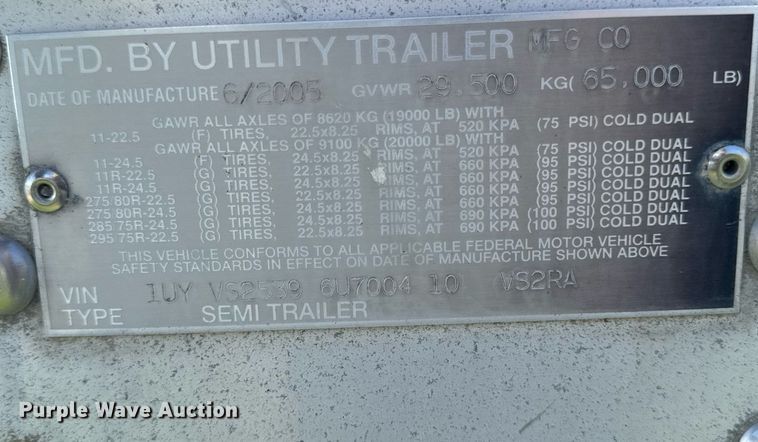 MFD. BY UTILITY TRAILER MFG CO
DATE OF MANUFACTURE 6/2005 GVWR 29,500 KG( 65,000 LB)
GAWR ALL AXLES OF 8620 KG (19000 LB) WITH
11-22.5 (F) TIRES, 22.5x8.25 RIMS, AT 520 KPA (75 PSI) COLD DUAL
GAWR ALL AXLES OF 9100 KG (20000 LB) WITH
11-24.5 (F) TIRES, 24.5x8.25 RIMS, AT 520 KPA (75 PSI) COLD DUAL
11R-22.5 (G) TIRES, 22.5x8.25 RIMS, AT 660 KPA (95 PSI) COLD DUAL
11R-24.5 (G) TIRES, 24.5x8.25 RIMS, AT 660 KPA (95 PSI) COLD DUAL
275 80R-22.5 (G) TIRES, 22.5x8.25 RIMS, AT 660 KPA (95 PSI) COLD DUAL
275 80R-24.5 (G) TIRES, 24.5x8.25 RIMS, AT 660 KPA (95 PSI) COLD DUAL
285 75R-24.5 (G) TIRES, 24.5x8.25 RIMS, AT 690 KPA (100 PSI) COLD DUAL
295 75R-22.5 (G) TIRES, 22.5x8.25 RIMS, AT 690 KPA (100 PSI) COLD DUAL
THIS VEHICLE CONFORMS TO ALL APPLICABLE FEDERAL MOTOR VEHICLE
SAFETY STANDARDS IN EFFECT ON DATE OF MANUFACTURE SHOWN ABOVE
VIN 1UY VS2539 6U7004 10 VS2RA
TYPE SEMI TRAILER
Purple Wave Auction